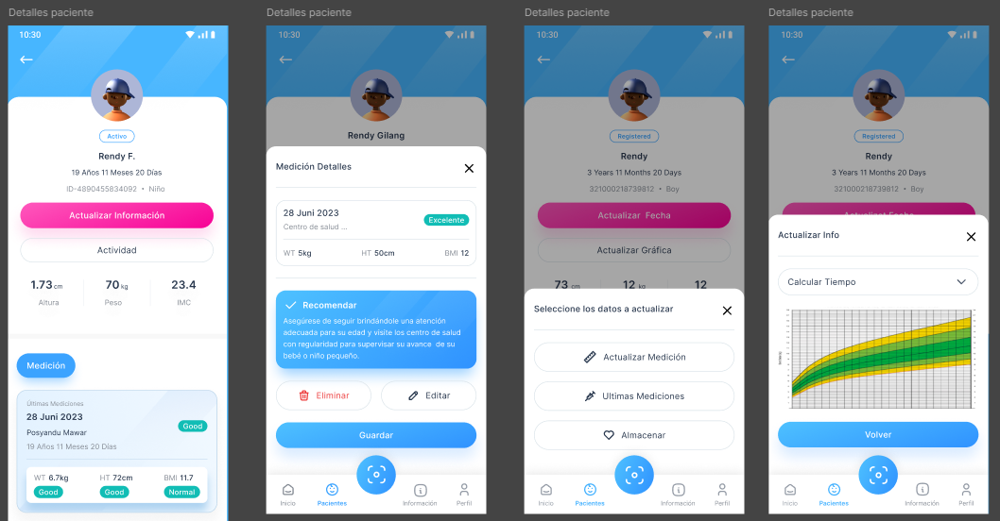 Detalles paciente
10:30
Activo
Rendy F.
19 Años 11 Meses 20 Días
ID-4890455834092 • Niño
Actualizar Información
Actividad
1.73 cm
70 kg
23.4
Altura
Peso
IMC
Medición
Últimas Mediciones
28 Juni 2023
Posyandu Mawar
Good
19 Años 11 Meses 20 Días
WT 6.7kg
HT 72cm
BMI 11.7
Good
Good
Normal
Detalles paciente
10:30
Rendy Gilang
Medición Detalles
28 Juni 2023
Centro de salud ...
Excelente
WT 5kg
HT 50cm
BMI 12
Recomendar
Asegúrese de seguir brindándole una atención
adecuada para su edad y visite los centro de salud
con regularidad para supervisar su avance de su
bebé o niño pequeño.
Eliminar
Editar
Guardar
Inicio
Pacientes
Información
Perfil
Detalles paciente
10:30
Registered
Rendy
3 Years 11 Months 20 Days
321000218739812 • Boy
Actualizar Fecha
Actualizar Gráfica
73 cm
12 kg
12
Seleccione los datos a actualizar
Actualizar Medición
Ultimas Mediciones
Almacenar
Inicio
Pacientes
Información
Perfil
Detalles paciente
10:30
Registered
Rendy
3 Years 11 Months 20 Days
321000218739812 • Boy
Actualizar Fecha
Actualizar Info
Calcular Tiempo
Volver
Inicio
Pacientes
Información
Perfil